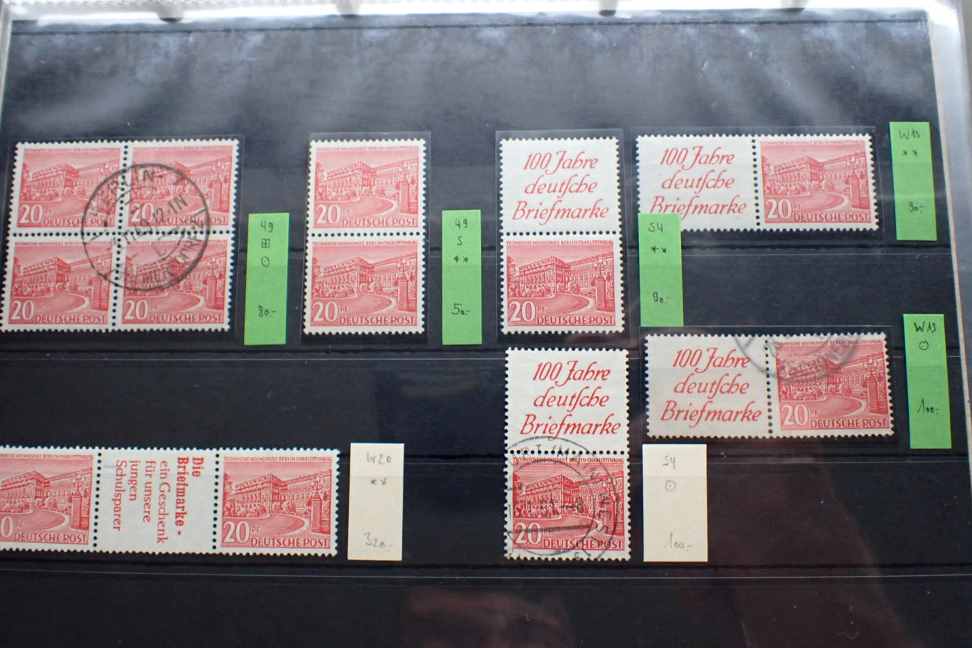 20
DEUTSCHE POST
20
DEUTSCHE POST
20
DEUTSCHE POST
20
DEUTSCHE POST
49
80.-
20
DEUTSCHE POST
20
DEUTSCHE POST
49
S
**
50.-
100 Jahre
deutsche
Briefmarke
20
DEUTSCHE POST
S4
**
90.-
100 Jahre
deutsche
Briefmarke
20
DEUTSCHE POST
W13
**
90.-
100 Jahre
deutsche
Briefmarke
20
DEUTSCHE POST
W13
100.-
DEUTSCHE POST
Die
Briefmarke •
ein Geschenk
für unsere
jungen
Schulsparer
20
DEUTSCHE POST
W20
**
320.-
100 Jahre
deutsche
Briefmarke
20
DEUTSCHE POST
S4
100.-